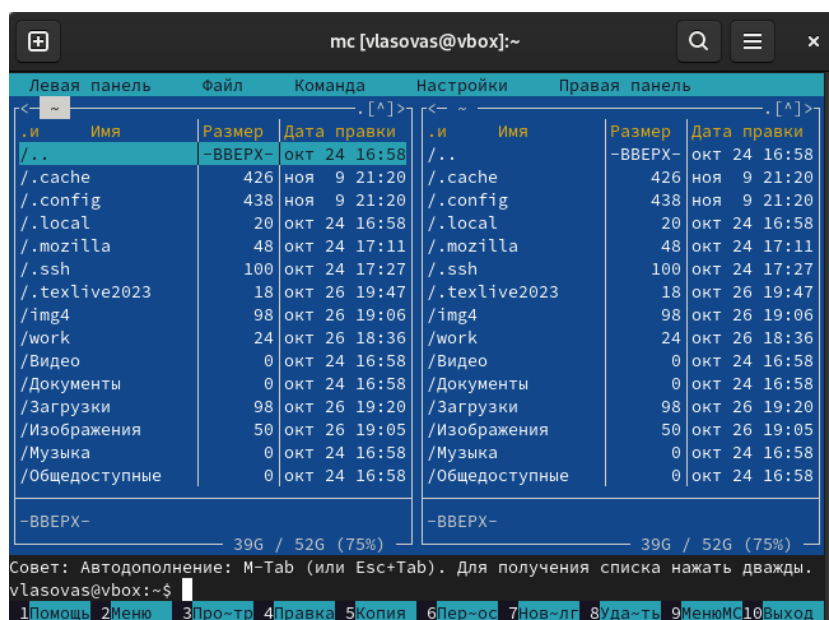 mc [vlasovas@vbox]:~
Левая панель Файл Команда Настройки Правая панель
<— ~ .[^]> <— ~ .[^]>
.и Имя Размер Дата правки .и Имя Размер Дата правки
/.. -ВВЕРХ- окт 24 16:58 /.. -ВВЕРХ- окт 24 16:58
/.cache 426 ноя 9 21:20 /.cache 426 ноя 9 21:20
/.config 438 ноя 9 21:20 /.config 438 ноя 9 21:20
/.local 20 окт 24 16:58 /.local 20 окт 24 16:58
/.mozilla 48 окт 24 17:11 /.mozilla 48 окт 24 17:11
/.ssh 100 окт 24 17:27 /.ssh 100 окт 24 17:27
/.texlive2023 18 окт 26 19:47 /.texlive2023 18 окт 26 19:47
/img4 98 окт 26 19:06 /img4 98 окт 26 19:06
/work 24 окт 26 18:36 /work 24 окт 26 18:36
/Видео 0 окт 24 16:58 /Видео 0 окт 24 16:58
/Документы 0 окт 24 16:58 /Документы 0 окт 24 16:58
/Загрузки 98 окт 26 19:20 /Загрузки 98 окт 26 19:20
/Изображения 50 окт 26 19:05 /Изображения 50 окт 26 19:05
/Музыка 0 окт 24 16:58 /Музыка 0 окт 24 16:58
/Общедоступные 0 окт 24 16:58 /Общедоступные 0 окт 24 16:58
-ВВЕРХ- -ВВЕРХ-
39G / 52G (75%) 39G / 52G (75%)
Совет: Автодополнение: M-Tab (или Esc+Tab). Для получения списка нажать дважды.
vlasovas@vbox:~$
1Помощь 2Меню 3Про~тр 4Правка 5Копия 6Пер~ос 7Нов~лг 8Уда~ть 9МенюMC 10Выход